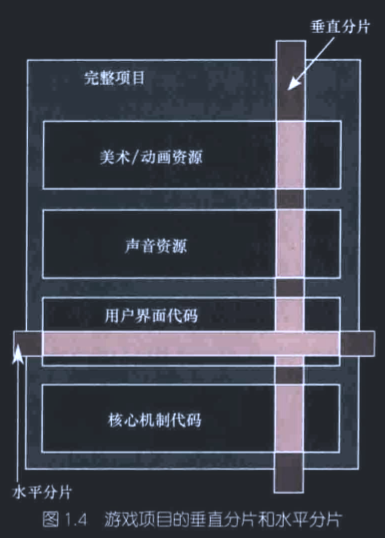 垂直分片
完整项目
美术/动画资源
声音资源
用户界面代码
核心机制代码
水平分片
图 1.4 游戏项目的垂直分片和水平分片